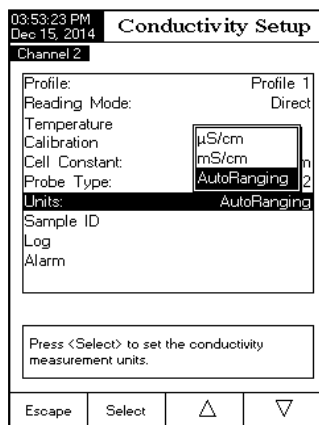 03:53:23 PM
Dec 15, 2014
Conductivity Setup
Channel 2
Profile: Profile 1
Reading Mode: Direct
Temperature
Calibration
Cell Constant: m
Probe Type: 2
Units: AutoRanging
µS/cm
mS/cm
AutoRanging
Sample ID
Log
Alarm
Press <Select> to set the conductivity
measurement units.
Escape Select △ ▽